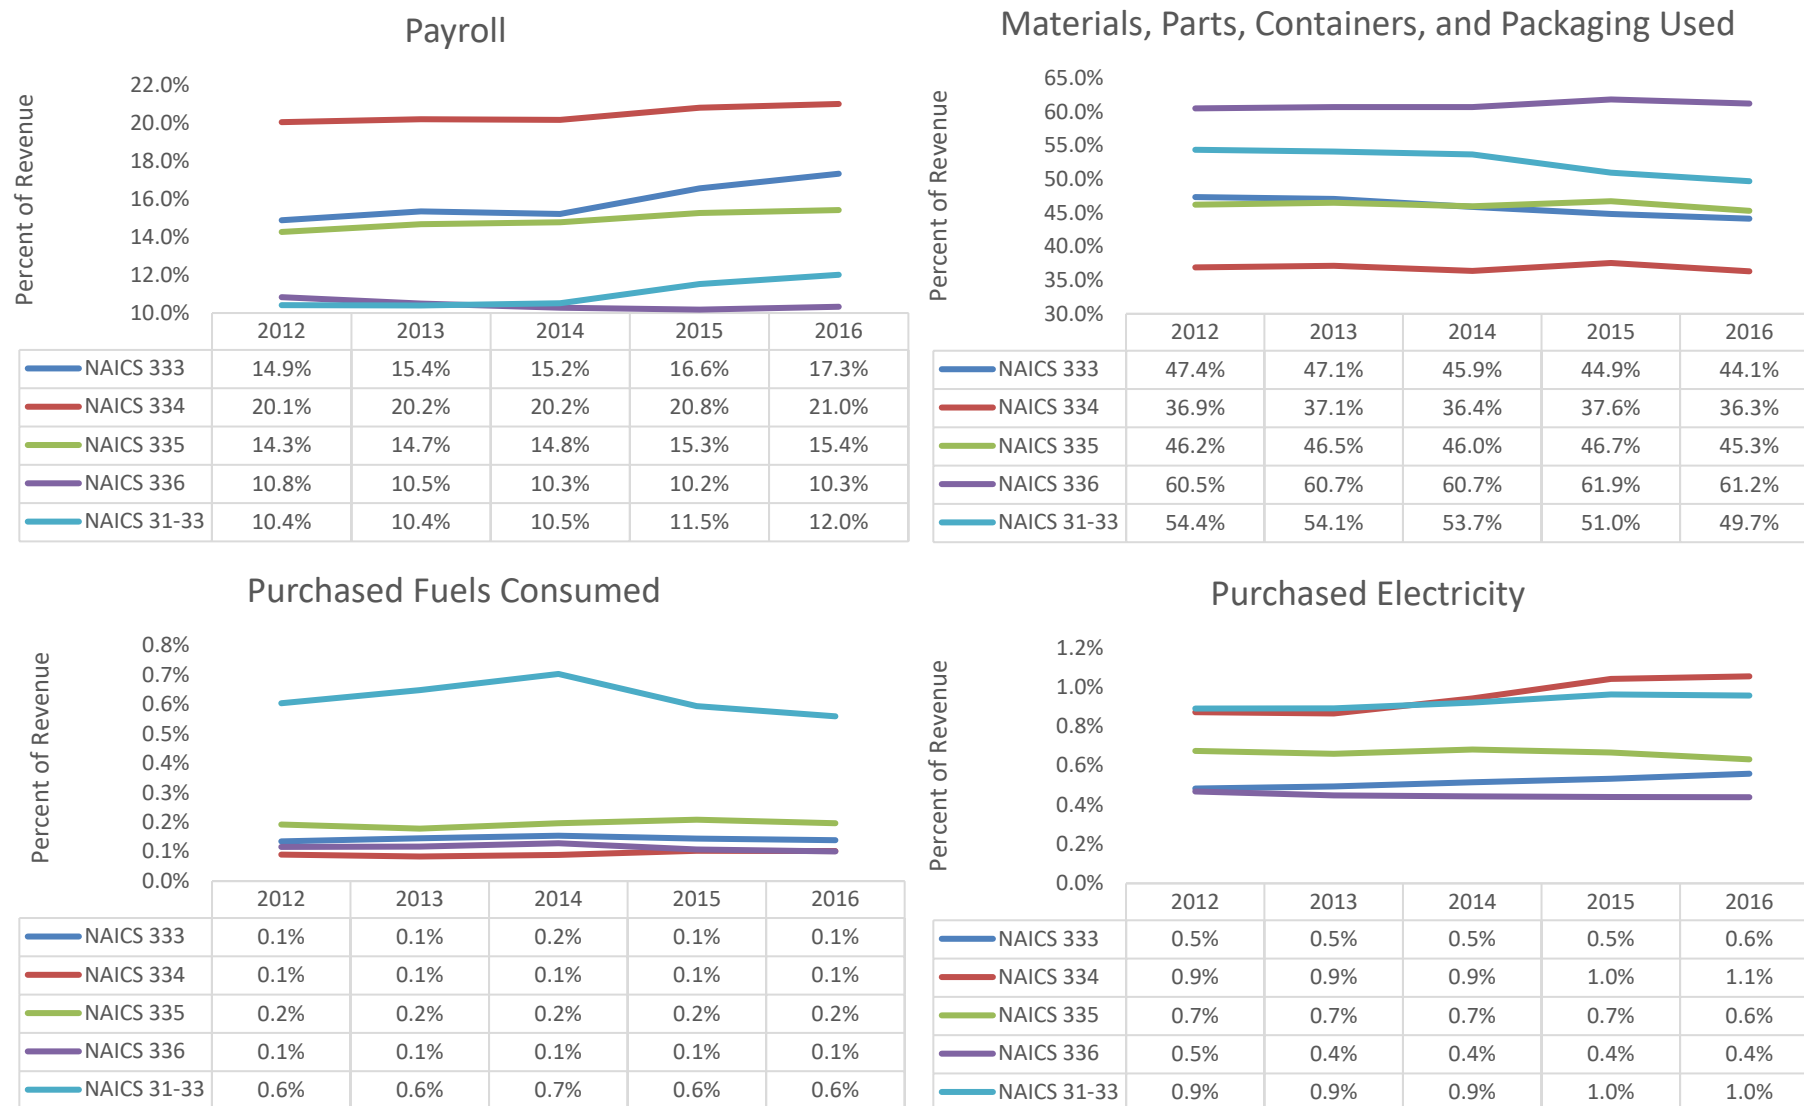 Payroll
Percent of Revenue
22.0%
20.0%
18.0%
16.0%
14.0%
12.0%
10.0%
2012 2013 2014 2015 2016
NAICS 333 14.9% 15.4% 15.2% 16.6% 17.3%
NAICS 334 20.1% 20.2% 20.2% 20.8% 21.0%
NAICS 335 14.3% 14.7% 14.8% 15.3% 15.4%
NAICS 336 10.8% 10.5% 10.3% 10.2% 10.3%
NAICS 31-33 10.4% 10.4% 10.5% 11.5% 12.0%
Materials, Parts, Containers, and Packaging Used
Percent of Revenue
65.0%
60.0%
55.0%
50.0%
45.0%
40.0%
35.0%
30.0%
2012 2013 2014 2015 2016
NAICS 333 47.4% 47.1% 45.9% 44.9% 44.1%
NAICS 334 36.9% 37.1% 36.4% 37.6% 36.3%
NAICS 335 46.2% 46.5% 46.0% 46.7% 45.3%
NAICS 336 60.5% 60.7% 60.7% 61.9% 61.2%
NAICS 31-33 54.4% 54.1% 53.7% 51.0% 49.7%
Purchased Fuels Consumed
Percent of Revenue
0.8%
0.7%
0.6%
0.5%
0.4%
0.3%
0.2%
0.1%
0.0%
2012 2013 2014 2015 2016
NAICS 333 0.1% 0.1% 0.2% 0.1% 0.1%
NAICS 334 0.1% 0.1% 0.1% 0.1% 0.1%
NAICS 335 0.2% 0.2% 0.2% 0.2% 0.2%
NAICS 336 0.1% 0.1% 0.1% 0.1% 0.1%
NAICS 31-33 0.6% 0.6% 0.7% 0.6% 0.6%
Purchased Electricity
Percent of Revenue
1.2%
1.0%
0.8%
0.6%
0.4%
0.2%
0.0%
2012 2013 2014 2015 2016
NAICS 333 0.5% 0.5% 0.5% 0.5% 0.6%
NAICS 334 0.9% 0.9% 0.9% 1.0% 1.1%
NAICS 335 0.7% 0.7% 0.7% 0.7% 0.6%
NAICS 336 0.5% 0.4% 0.4% 0.4% 0.4%
NAICS 31-33 0.9% 0.9% 0.9% 1.0% 1.0%